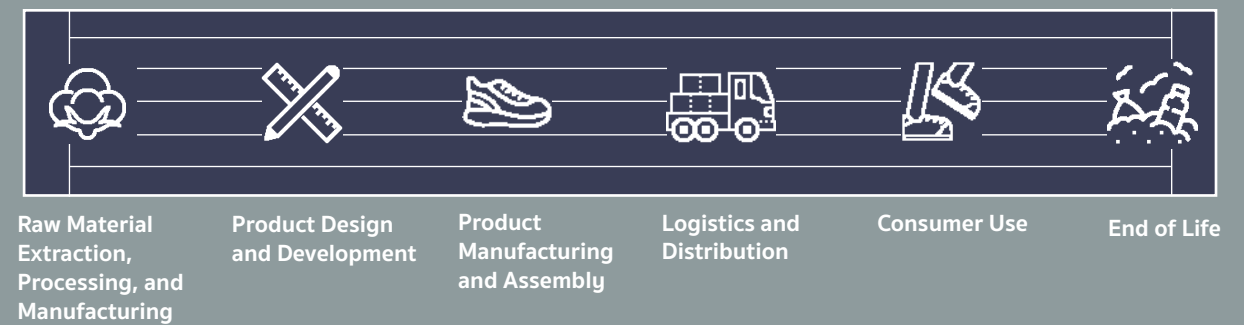 Raw Material
Extraction,
Processing, and
Manufacturing
Product Design
and Development
Product
Manufacturing
and Assembly
Logistics and
Distribution
Consumer Use
End of Life